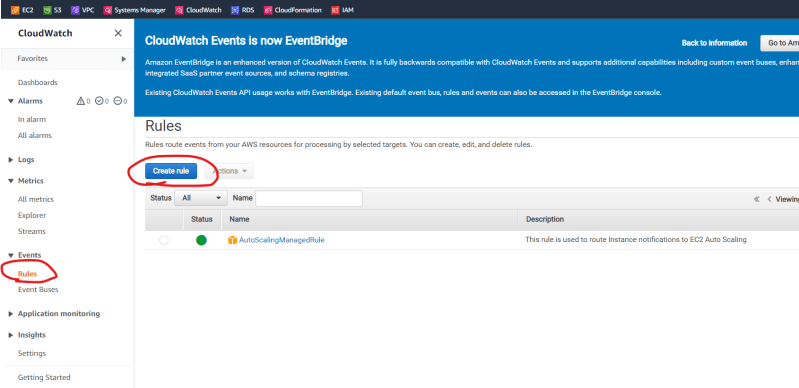 EC2 S3 VPC Systems Manager CloudWatch RDS CloudFormation IAM
CloudWatch
Favorites
Dashboards
Alarms 0 0 0
In alarm
All alarms
Logs
Metrics
All metrics
Explorer
Streams
Events
Rules
Event Buses
Application monitoring
Insights
Settings
Getting Started
CloudWatch Events is now EventBridge
Back to information
Go to Am
Amazon EventBridge is an enhanced version of CloudWatch Events. It is fully backwards compatible with CloudWatch Events and supports additional capabilities including custom event buses, enhan
integrated SaaS partner event sources, and schema registries.
Existing CloudWatch Events API usage works with EventBridge. Existing default event bus, rules and events can also be accessed in the EventBridge console.
Rules
Rules route events from your AWS resources for processing by selected targets. You can create, edit, and delete rules.
Create rule Actions
Status All Name
Viewing
Status Name Description
AutoScalingManagedRule This rule is used to route Instance notifications to EC2 Auto Scaling